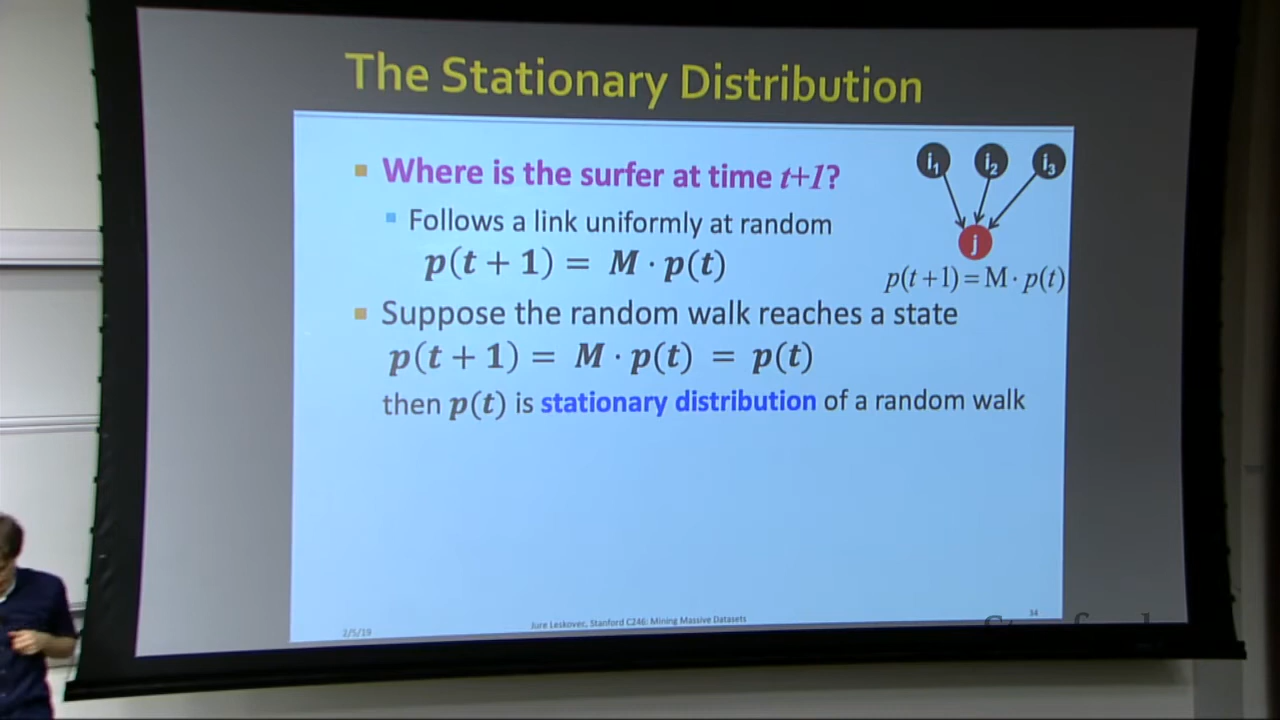 The Stationary Distribution
Where is the surfer at time t+1?
Follows a link uniformly at random
p(t + 1) = M · p(t)
i1 i2 i3
j
p(t+1) = M · p(t)
Suppose the random walk reaches a state
p(t + 1) = M · p(t) = p(t)
then p(t) is stationary distribution of a random walk
2/5/19
Jure Leskovec, Stanford C246: Mining Massive Datasets
34